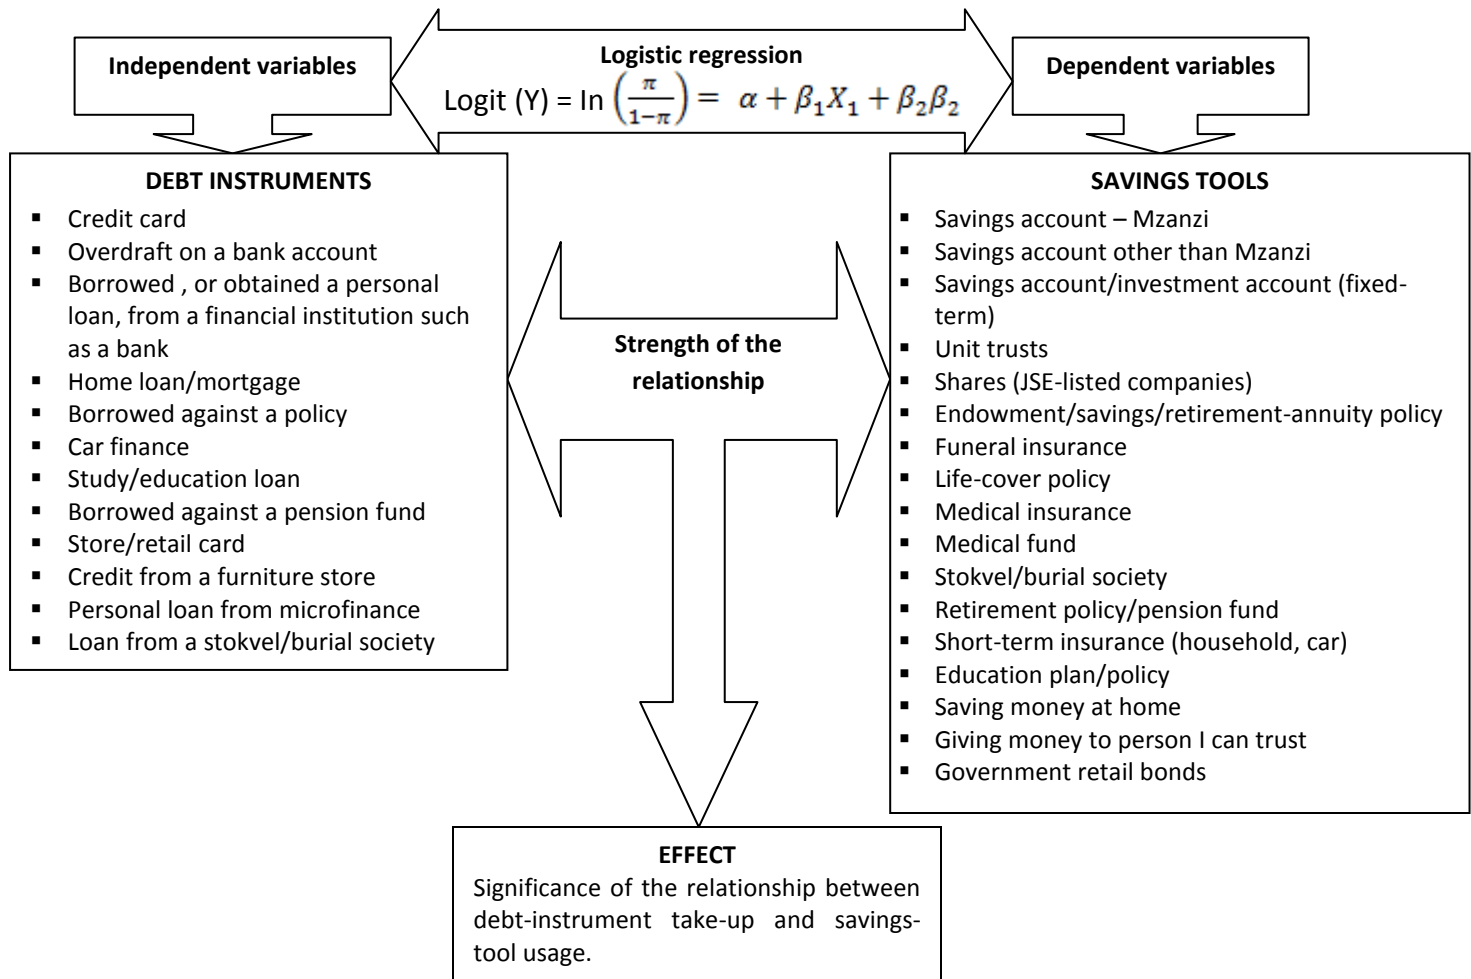 Independent variables
Logistic regression
Logit (Y) = In (π/1−π) = α + β₁X₁ + β₂β₂
Dependent variables
DEBT INSTRUMENTS
▪ Credit card
▪ Overdraft on a bank account
▪ Borrowed , or obtained a personal
loan, from a financial institution such
as a bank
▪ Home loan/mortgage
▪ Borrowed against a policy
▪ Car finance
▪ Study/education loan
▪ Borrowed against a pension fund
▪ Store/retail card
▪ Credit from a furniture store
▪ Personal loan from microfinance
▪ Loan from a stokvel/burial society
Strength of the
relationship
SAVINGS TOOLS
▪ Savings account – Mzanzi
▪ Savings account other than Mzanzi
▪ Savings account/investment account (fixed-
term)
▪ Unit trusts
▪ Shares (JSE-listed companies)
▪ Endowment/savings/retirement-annuity policy
▪ Funeral insurance
▪ Life-cover policy
▪ Medical insurance
▪ Medical fund
▪ Stokvel/burial society
▪ Retirement policy/pension fund
▪ Short-term insurance (household, car)
▪ Education plan/policy
▪ Saving money at home
▪ Giving money to person I can trust
▪ Government retail bonds
EFFECT
Significance of the relationship between
debt-instrument take-up and savings-
tool usage.